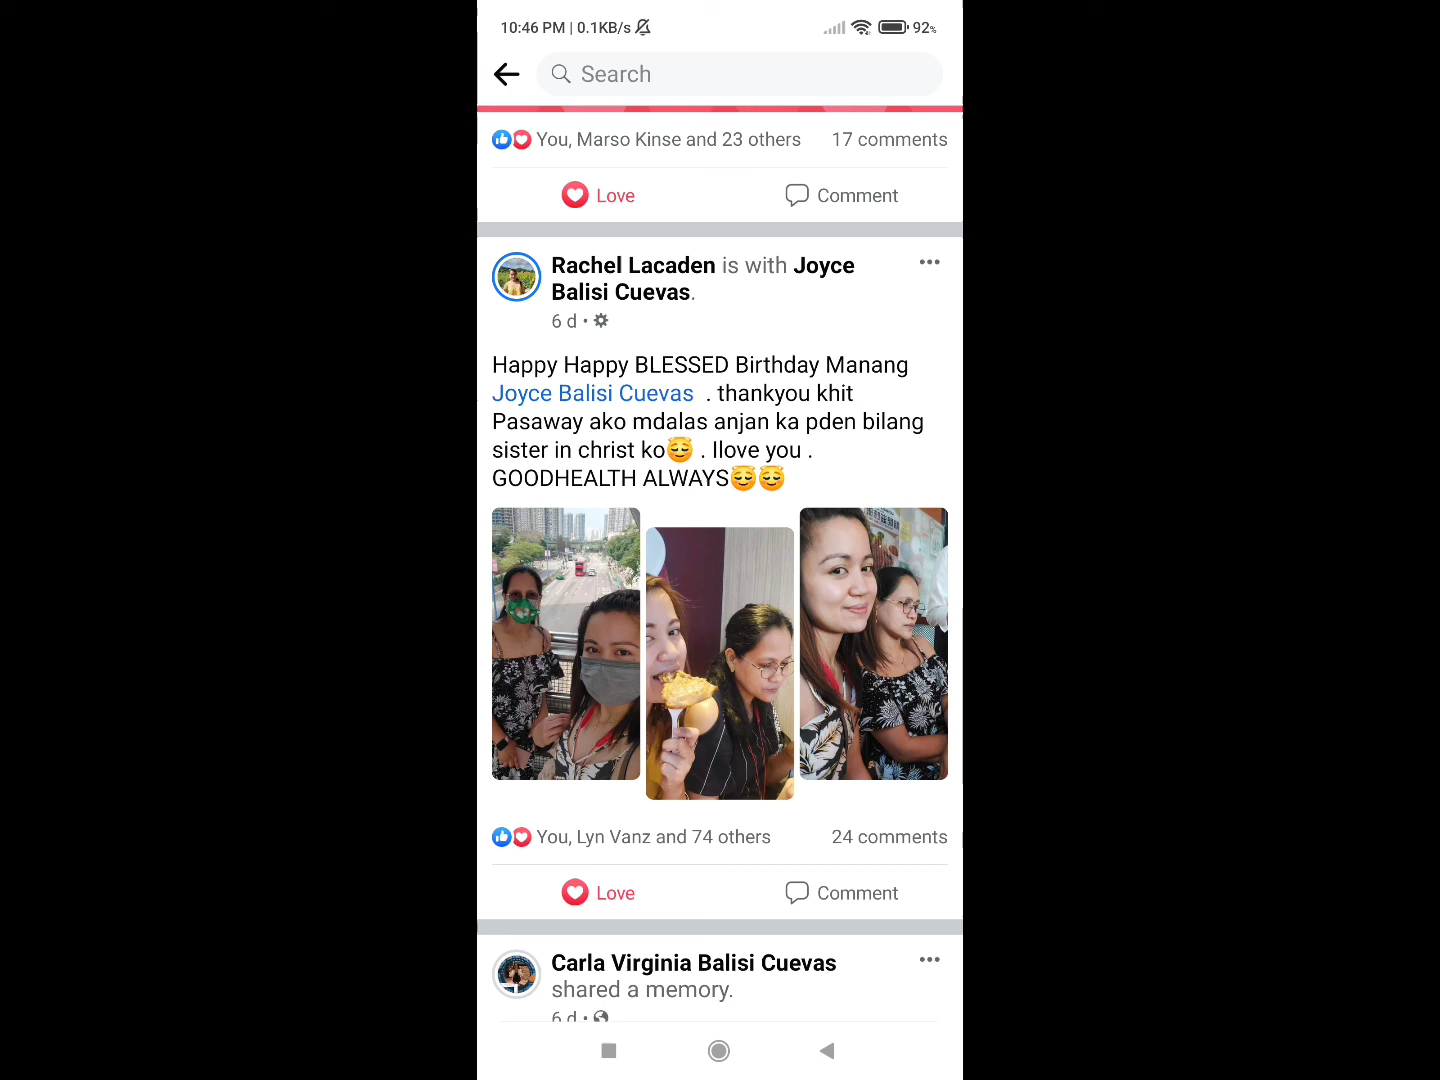 10:46 PM | 0.1KB/s
92%
Search
You, Marso Kinse and 23 others
17 comments
Love
Comment
Rachel Lacaden is with Joyce
Balisi Cuevas.
6 d
Happy Happy BLESSED Birthday Manang
Joyce Balisi Cuevas . thankyou khit
Pasaway ako mdalas anjan ka pden bilang
sister in christ ko😇 . Ilove you .
GOODHEALTH ALWAYS😇😇
You, Lyn Vanz and 74 others
24 comments
Love
Comment
Carla Virginia Balisi Cuevas
shared a memory.
6 d